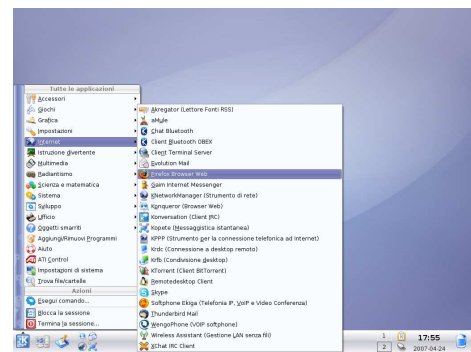 Tutte le applicazioni
Accessori
Giochi
Grafica
Impostazioni
Internet
Istruzione divertente
Multimedia
Radiantismo
Scienza e matematica
Sistema
Sviluppo
Ufficio
Oggetti smarriti
Aggiungi/Rimuovi Programmi
Aiuto
ATI Control
Impostazioni di sistema
Trova file/cartelle
Azioni
Esegui comando...
Blocca la sessione
Termina la sessione...
Akregator (Lettore Fonti RSS)
aMule
Chat Bluetooth
Client Bluetooth OBEX
Client Terminal Server
Evolution Mail
Firefox Browser Web
Gaim Internet Messenger
KNetworkManager (Strumento di rete)
Konqueror (Browser Web)
Konversation (Client IRC)
Kopete (Messaggistica istantanea)
KPPP (Strumento per la connessione telefonica ad Internet)
Krdc (Connessione a desktop remoto)
Krfb (Condivisione desktop)
KTorrent (Client BitTorrent)
Remotedesktop Client
Skype
Softphone Ekiga (Telefonia IP, VoIP e Video Conferenza)
Thunderbird Mail
WengoPhone (VOIP softphone)
Wireless Assistant (Gestione LAN senza fili)
XChat IRC Client
1
2
17:55
2007-04-24